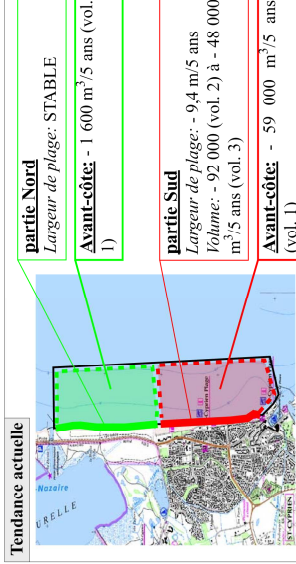 Tendance actuelle
partie Nord
Largeur de plage: STABLE
Avant-côte: - 1 600 m³/5 ans (vol.
1)
partie Sud
Largeur de plage: - 9,4 m/5 ans
Volume: - 92 000 (vol. 2) à - 48 000
m³/5 ans (vol. 3)
Avant-côte: - 59 000 m³/5 ans
(vol. 1)
Nazaire
URELLE
Cyprien Plage
ST-CYPRIEN